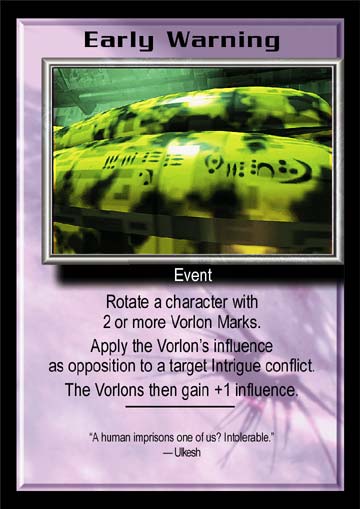 Early Warning
Event
Rotate a character with
2 or more Vorlon Marks.
Apply the Vorlon's influence
as opposition to a target Intrigue conflict.
The Vorlons then gain +1 influence.
"A human imprisons one of us? Intolerable."
— Ulkesh